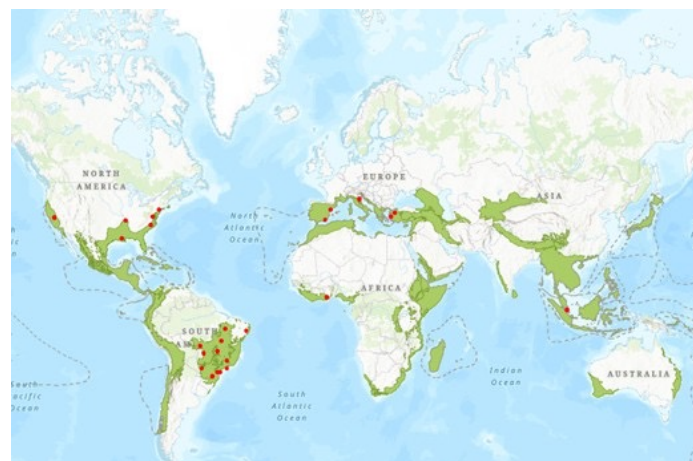 NORTH
AMERICA
EUROPE
ASIA
North
Atlantic
Ocean
AFRICA
SOUTH
Indian
Ocean
AUSTRALIA
South
Atlantic
Ocean
South
Pacific
Ocean